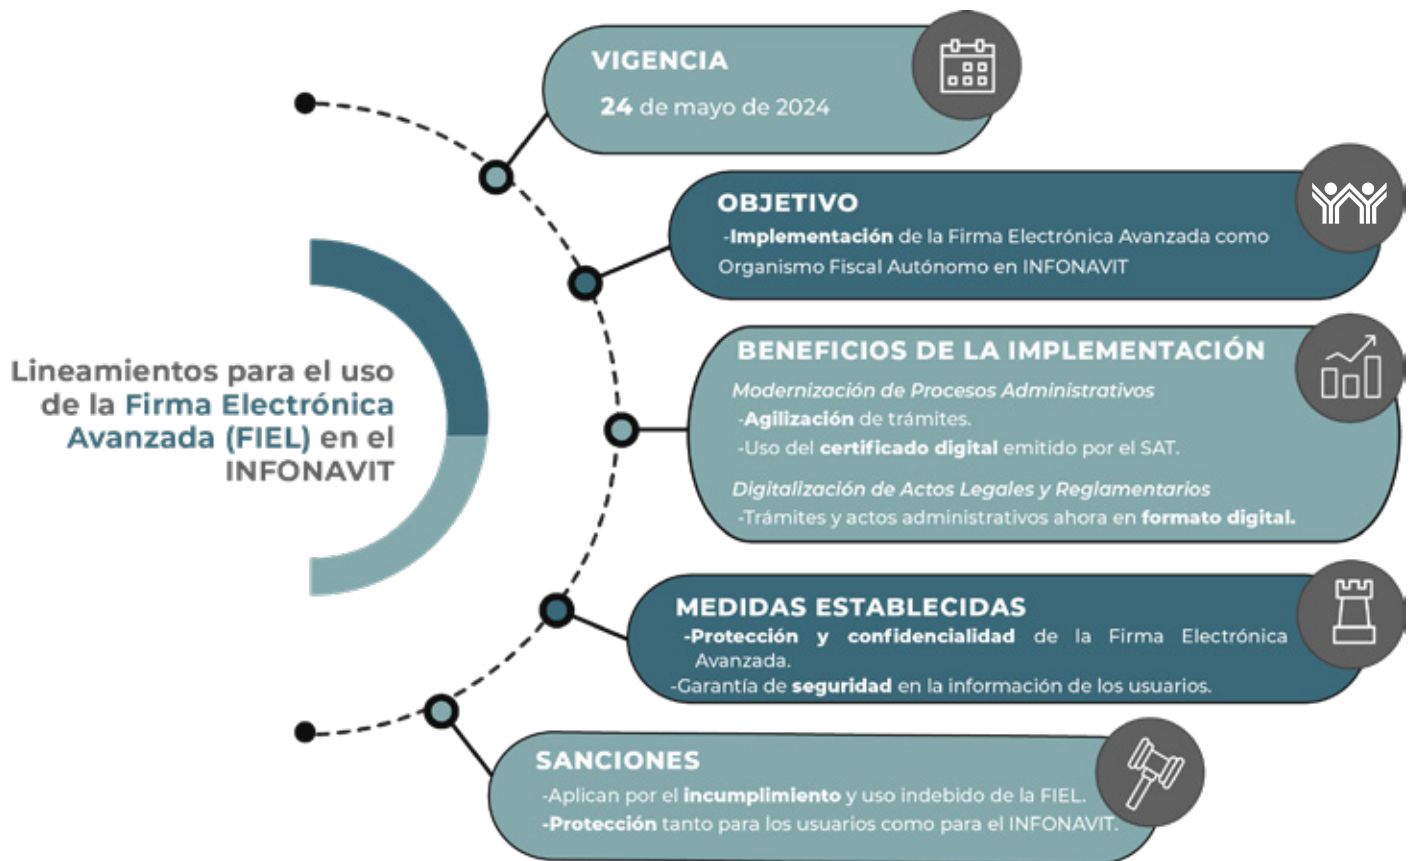 Lineamientos para el uso
de la Firma Electrónica
Avanzada (FIEL) en el
INFONAVIT
VIGENCIA
24 de mayo de 2024
OBJETIVO
-Implementación de la Firma Electrónica Avanzada como
Organismo Fiscal Autónomo en INFONAVIT
BENEFICIOS DE LA IMPLEMENTACIÓN
Modernización de Procesos Administrativos
-Agilización de trámites.
-Uso del certificado digital emitido por el SAT.
Digitalización de Actos Legales y Reglamentarios
-Trámites y actos administrativos ahora en formato digital.
MEDIDAS ESTABLECIDAS
-Protección y confidencialidad de la Firma Electrónica
Avanzada.
-Garantía de seguridad en la información de los usuarios.
SANCIONES
-Aplican por el incumplimiento y uso indebido de la FIEL.
-Protección tanto para los usuarios como para el INFONAVIT.